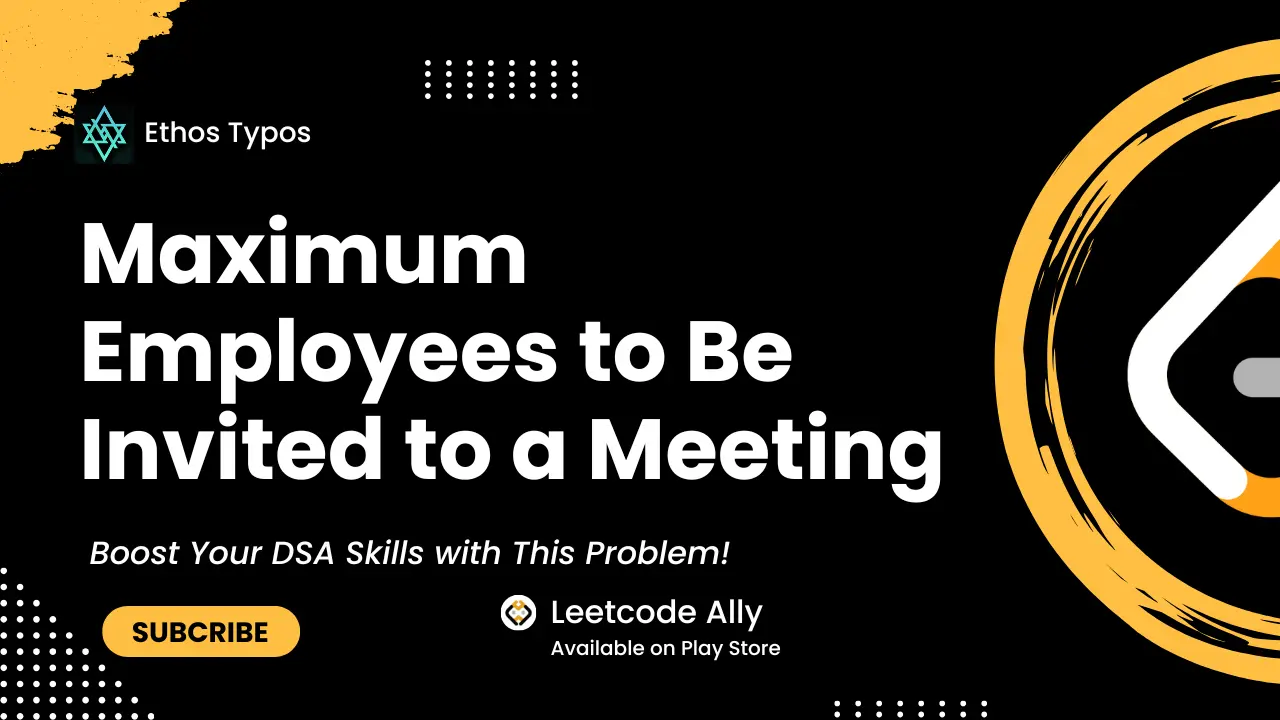 Ethos Typos
Maximum
Employees to Be
Invited to a Meeting
Boost Your DSA Skills with This Problem!
SUBCRIBE
Leetcode Ally
Available on Play Store